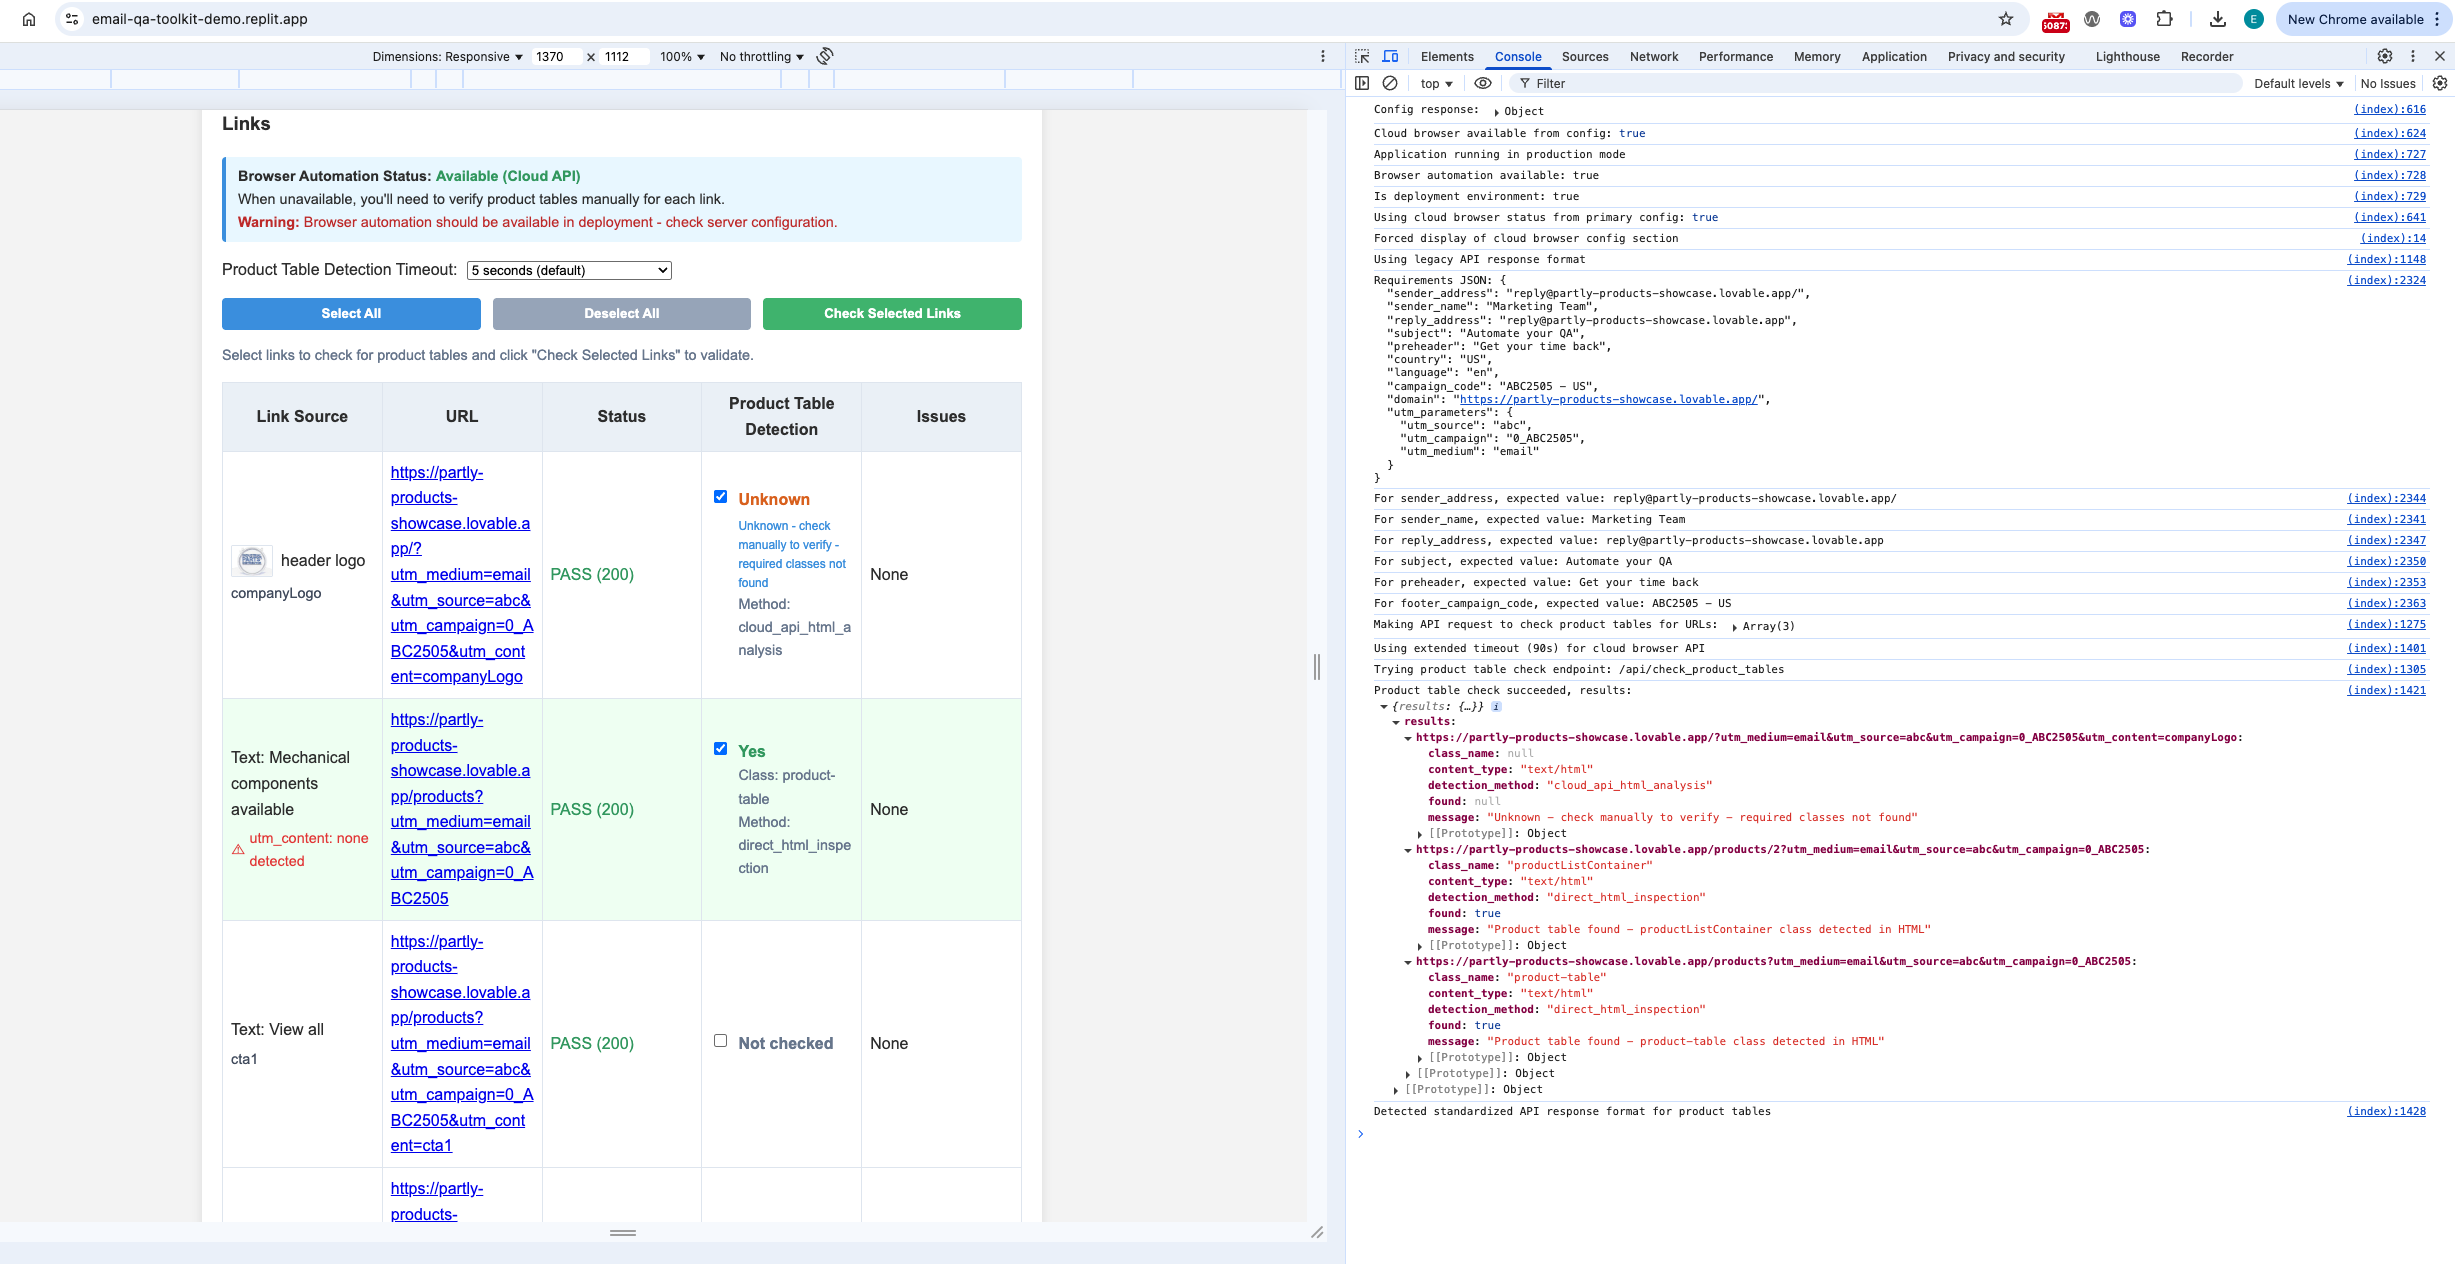 email-qa-toolkit-demo.replit.app
E
New Chrome available
Dimensions: Responsive 1370 x 1112 100% No throttling
Elements Console Sources Network Performance Memory Application Privacy and security Lighthouse Recorder
top Filter Default levels No Issues
Links
Browser Automation Status: Available (Cloud API)
When unavailable, you'll need to verify product tables manually for each link.
Warning: Browser automation should be available in deployment - check server configuration.
Product Table Detection Timeout: 5 seconds (default)
Select All Deselect All Check Selected Links
Select links to check for product tables and click "Check Selected Links" to validate.
Link Source URL Status Product Table Detection Issues
header logo
companyLogo
https://partly-
products-
showcase.lovable.a
pp/?
utm_medium=email
&utm_source=abc&
utm_campaign=0_A
BC2505&utm_cont
ent=companyLogo
PASS (200)
Unknown
Unknown - check
manually to verify -
required classes not
found
Method:
cloud_api_html_a
nalysis
None
Text: Mechanical
components
available
⚠ utm_content: none
detected
https://partly-
products-
showcase.lovable.a
pp/products?
utm_medium=email
&utm_source=abc&
utm_campaign=0_A
BC2505
PASS (200)
Yes
Class: product-
table
Method:
direct_html_inspe
ction
None
Text: View all
cta1
https://partly-
products-
showcase.lovable.a
pp/products?
utm_medium=email
&utm_source=abc&
utm_campaign=0_A
BC2505&utm_cont
ent=cta1
PASS (200)
Not checked
None
https://partly-
products-
Config response: Object (index):616
Cloud browser available from config: true (index):624
Application running in production mode (index):727
Browser automation available: true (index):728
Is deployment environment: true (index):729
Using cloud browser status from primary config: true (index):641
Forced display of cloud browser config section (index):14
Using legacy API response format (index):1148
Requirements JSON: { (index):2324
"sender_address": "reply@partly-products-showcase.lovable.app/",
"sender_name": "Marketing Team",
"reply_address": "reply@partly-products-showcase.lovable.app",
"subject": "Automate your QA",
"preheader": "Get your time back",
"country": "US",
"language": "en",
"campaign_code": "ABC2505 - US",
"domain": "https://partly-products-showcase.lovable.app/",
"utm_parameters": {
"utm_source": "abc",
"utm_campaign": "0_ABC2505",
"utm_medium": "email"
}
}
For sender_address, expected value: reply@partly-products-showcase.lovable.app/ (index):2344
For sender_name, expected value: Marketing Team (index):2341
For reply_address, expected value: reply@partly-products-showcase.lovable.app (index):2347
For subject, expected value: Automate your QA (index):2350
For preheader, expected value: Get your time back (index):2353
For footer_campaign_code, expected value: ABC2505 - US (index):2363
Making API request to check product tables for URLs: Array(3) (index):1275
Using extended timeout (90s) for cloud browser API (index):1401
Trying product table check endpoint: /api/check_product_tables (index):1305
Product table check succeeded, results: (index):1421
{results: {…}} i
results:
https://partly-products-showcase.lovable.app/?utm_medium=email&utm_source=abc&utm_campaign=0_ABC2505&utm_content=companyLogo:
class_name: null
content_type: "text/html"
detection_method: "cloud_api_html_analysis"
found: null
message: "Unknown - check manually to verify - required classes not found"
[[Prototype]]: Object
https://partly-products-showcase.lovable.app/products/2?utm_medium=email&utm_source=abc&utm_campaign=0_ABC2505:
class_name: "productListContainer"
content_type: "text/html"
detection_method: "direct_html_inspection"
found: true
message: "Product table found - productListContainer class detected in HTML"
[[Prototype]]: Object
https://partly-products-showcase.lovable.app/products?utm_medium=email&utm_source=abc&utm_campaign=0_ABC2505:
class_name: "product-table"
content_type: "text/html"
detection_method: "direct_html_inspection"
found: true
message: "Product table found - product-table class detected in HTML"
[[Prototype]]: Object
[[Prototype]]: Object
[[Prototype]]: Object
Detected standardized API response format for product tables (index):1428